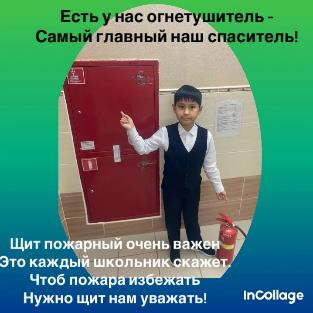 Есть у нас огнетушитель -
Самый главный наш спаситель!
Щит пожарный очень важен
Это каждый школьник скажет.
Чтоб пожара избежать
Нужно щит нам уважать!
InCollage